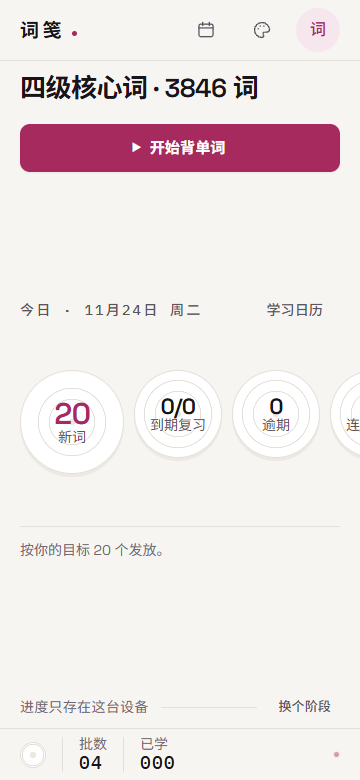 词笺
词
四级核心词 · 3846 词
开始背单词
今日 · 11月24日 周二
学习日历
20
新词
0/0
到期复习
0
逾期
连
按你的目标 20 个发放。
进度只存在这台设备
换个阶段
批数
04
已学
000